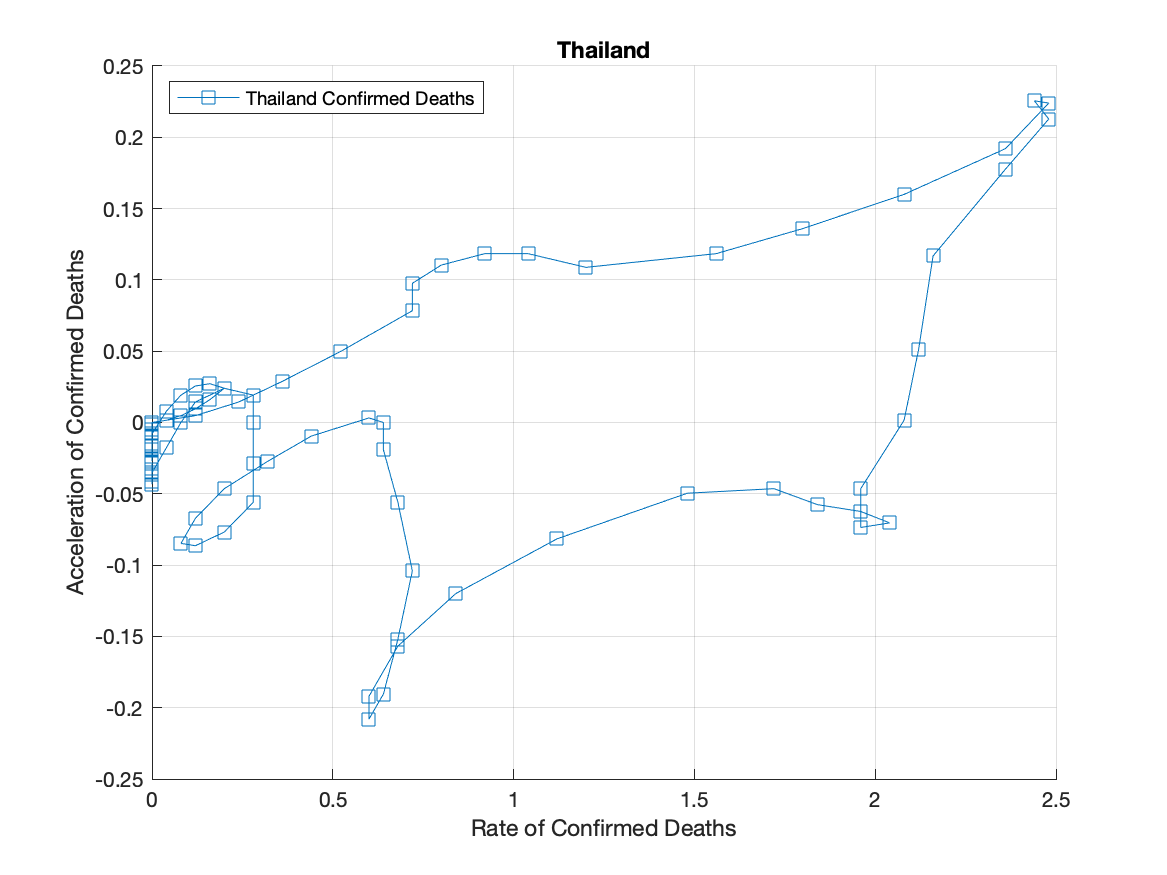 Thailand
Thailand Confirmed Deaths
Acceleration of Confirmed Deaths
0.25
0.2
0.15
0.1
0.05
0
-0.05
-0.1
-0.15
-0.2
-0.25
0 0.5 1 1.5 2 2.5
Rate of Confirmed Deaths